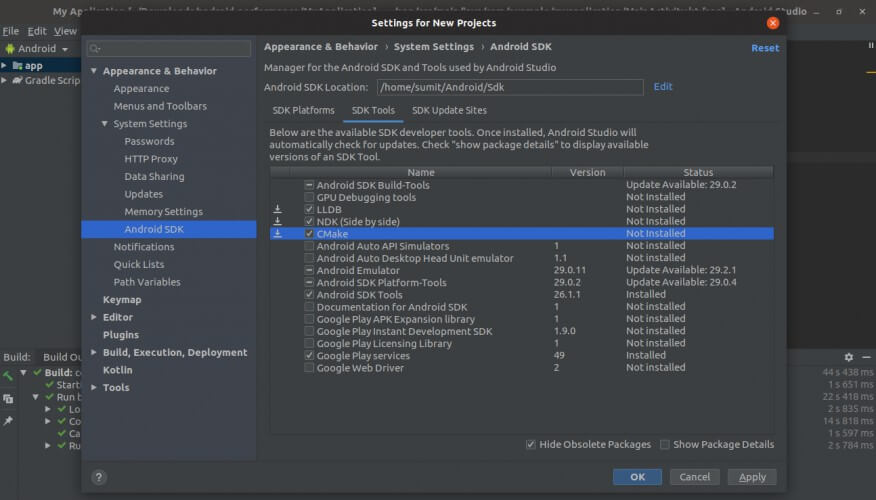 Settings for New Projects
Android Studio
File Edit View
Android
app
Gradle Scrip
Appearance & Behavior
Appearance
Menus and Toolbars
System Settings
Passwords
HTTP Proxy
Data Sharing
Updates
Memory Settings
Android SDK
Notifications
Quick Lists
Path Variables
Keymap
Editor
Plugins
Build, Execution, Deployment
Kotlin
Tools
Appearance & Behavior › System Settings › Android SDK
Reset
Manager for the Android SDK and Tools used by Android Studio
Android SDK Location: /home/sumit/Android/Sdk Edit
SDK Platforms SDK Tools SDK Update Sites
Below are the available SDK developer tools. Once installed, Android Studio will
automatically check for updates. Check "show package details" to display available
versions of an SDK Tool.
Name Version Status
Android SDK Build-Tools Update Available: 29.0.2
GPU Debugging tools Not Installed
LLDB Not Installed
NDK (Side by side) Not Installed
CMake Not Installed
Android Auto API Simulators 1 Not installed
Android Auto Desktop Head Unit emulator 1.1 Not installed
Android Emulator 29.0.11 Update Available: 29.2.1
Android SDK Platform-Tools 29.0.2 Update Available: 29.0.4
Android SDK Tools 26.1.1 Installed
Documentation for Android SDK 1 Not installed
Google Play APK Expansion library 1 Not installed
Google Play Instant Development SDK 1.9.0 Not installed
Google Play Licensing Library 1 Not installed
Google Play services 49 Installed
Google Web Driver 2 Not installed
Hide Obsolete Packages Show Package Details
? OK Cancel Apply
Build: Build Ou
Build: c
Starti
Run b
Lo
Co
Ca
Ru
44 s 438 ms
1 s 651 ms
22 s 418 ms
2 s 835 ms
14 s 818 ms
1 s 597 ms
2 s 784 ms